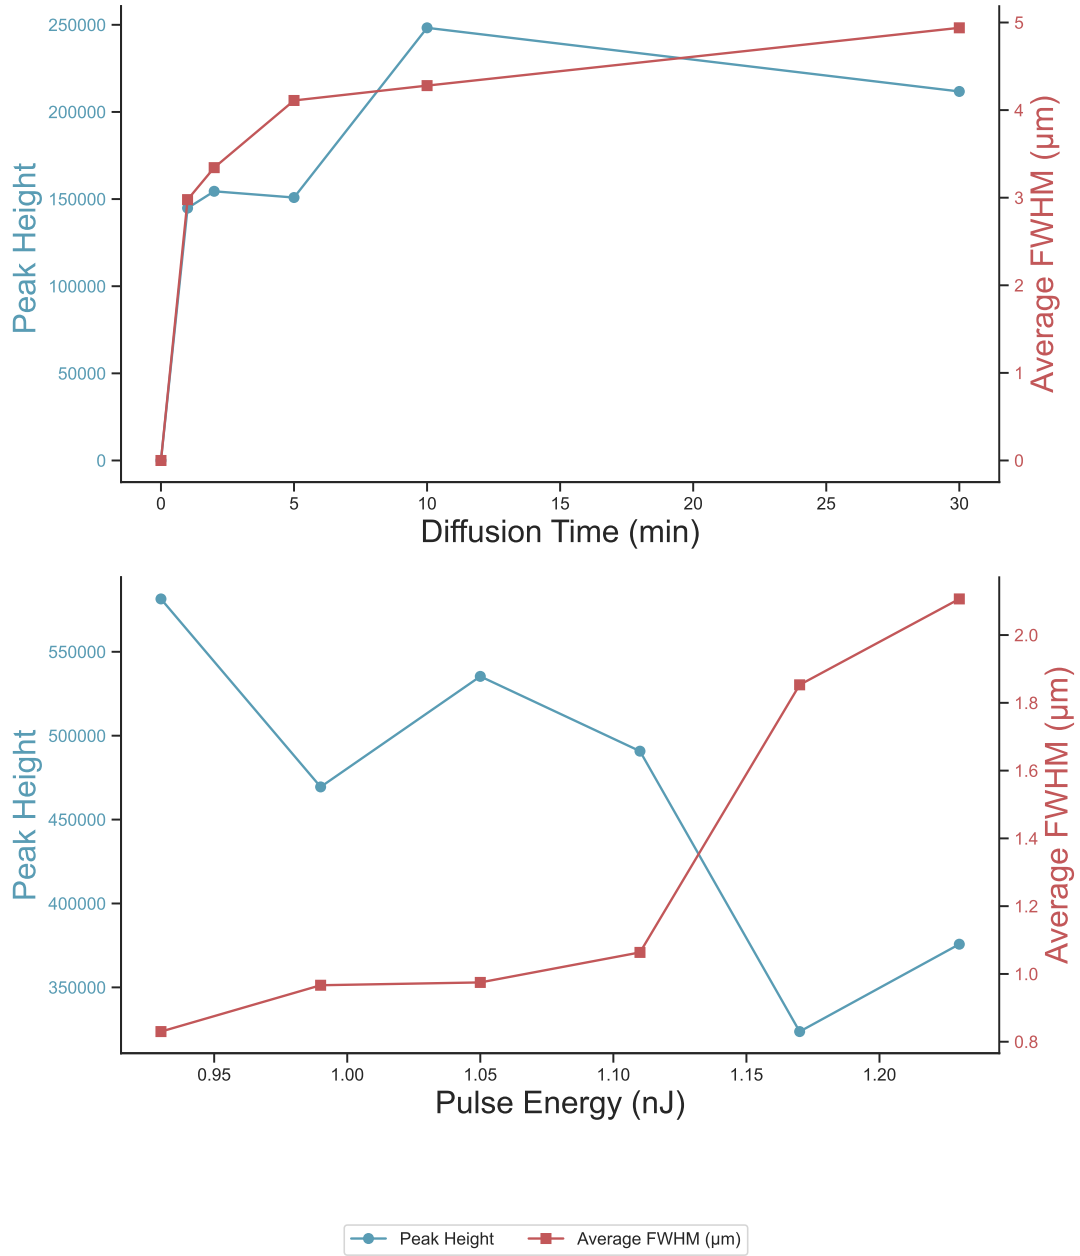 250000
200000
150000
100000
50000
0
Peak Height
5
4
3
2
1
0
Average FWHM (μm)
0 5 10 15 20 25 30
Diffusion Time (min)
550000
500000
450000
400000
350000
Peak Height
2.0
1.8
1.6
1.4
1.2
1.0
0.8
Average FWHM (μm)
0.95 1.00 1.05 1.10 1.15 1.20
Pulse Energy (nJ)
Peak Height Average FWHM (μm)